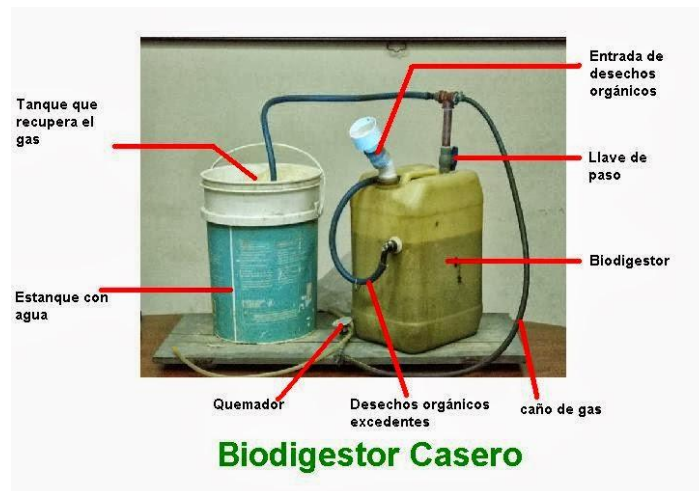 Entrada de
desechos
orgánicos
Tanque que
recupera el
gas
Llave de
paso
Biodigestor
Estanque con
agua
Quemador
Desechos orgánicos
excedentes
caño de gas
Biodigestor Casero